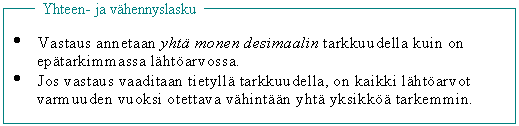 Yhteen- ja vähennyslasku
• Vastaus annetaan yhtä monen desimaalin tarkkuudella kuin on
epätarkimmassa lähtöarvossa.
• Jos vastaus vaaditaan tietyllä tarkkuudella, on kaikki lähtöarvot
varmuuden vuoksi otettava vähintään yhtä yksikköä tarkemmin.